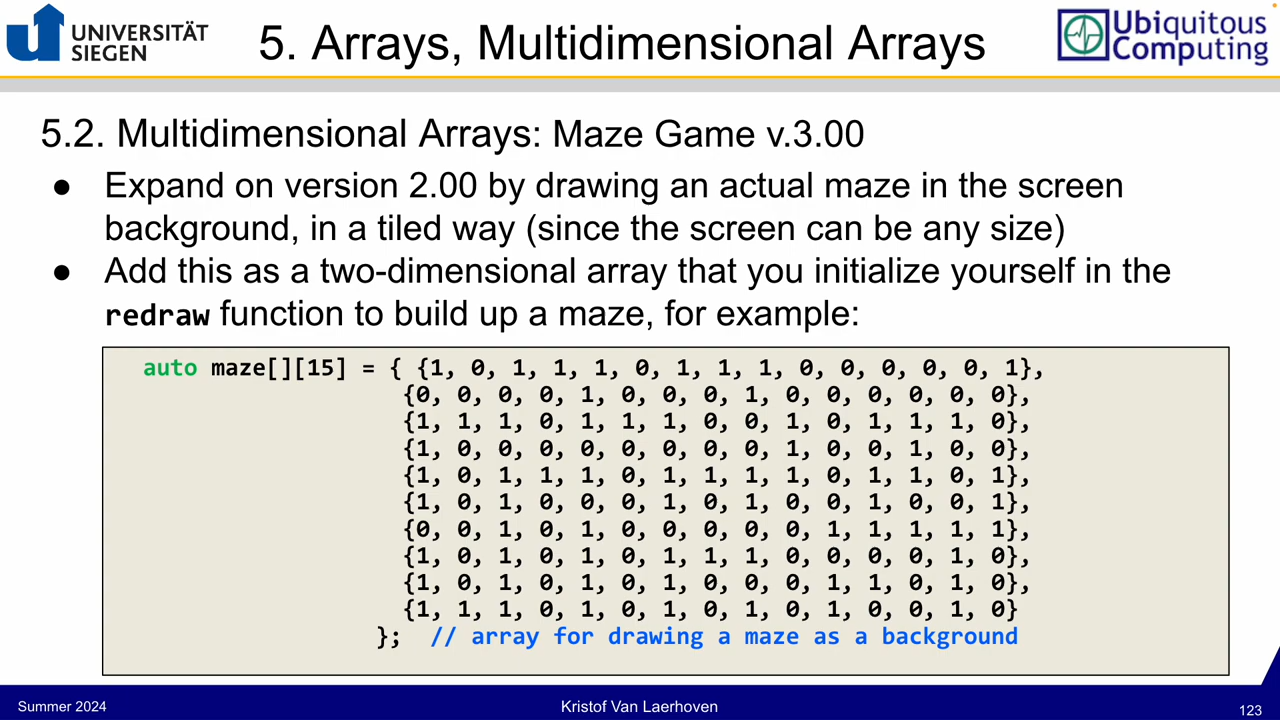 UNIVERSITÄT
SIEGEN
5. Arrays, Multidimensional Arrays
Ubiquitous
Computing
5.2. Multidimensional Arrays: Maze Game v.3.00
● Expand on version 2.00 by drawing an actual maze in the screen
background, in a tiled way (since the screen can be any size)
● Add this as a two-dimensional array that you initialize yourself in the
redraw function to build up a maze, for example:
auto maze[][15] = { {1, 0, 1, 1, 1, 0, 1, 1, 1, 0, 0, 0, 0, 0, 1},
{0, 0, 0, 0, 1, 0, 0, 0, 1, 0, 0, 0, 0, 0, 0},
{1, 1, 1, 0, 1, 1, 1, 0, 0, 1, 0, 1, 1, 1, 0},
{1, 0, 0, 0, 0, 0, 0, 0, 0, 1, 0, 0, 1, 0, 0},
{1, 0, 1, 1, 1, 0, 1, 1, 1, 1, 0, 1, 1, 0, 1},
{1, 0, 1, 0, 0, 0, 1, 0, 1, 0, 0, 1, 0, 0, 1},
{0, 0, 1, 0, 1, 0, 0, 0, 0, 0, 1, 1, 1, 1, 1},
{1, 0, 1, 0, 1, 0, 1, 1, 1, 0, 0, 0, 0, 1, 0},
{1, 0, 1, 0, 1, 0, 1, 0, 0, 0, 1, 1, 0, 1, 0},
{1, 1, 1, 0, 1, 0, 1, 0, 1, 0, 1, 0, 0, 1, 0}
}; // array for drawing a maze as a background
Summer 2024
Kristof Van Laerhoven
123